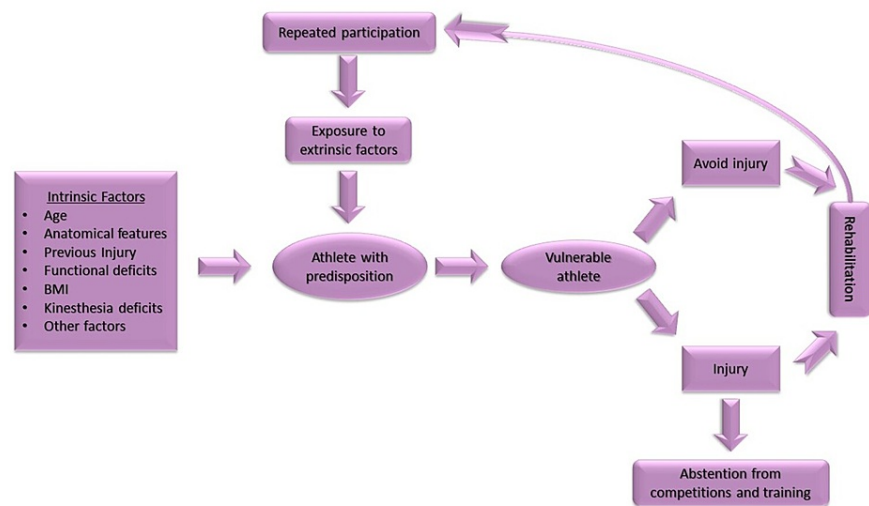 Repeated participation
Exposure to
extrinsic factors
Intrinsic Factors
• Age
• Anatomical features
• Previous Injury
• Functional deficits
• BMI
• Kinesthesia deficits
• Other factors
Athlete with
predisposition
Vulnerable
athlete
Avoid injury
Injury
Rehabilitation
Abstention from
competitions and training